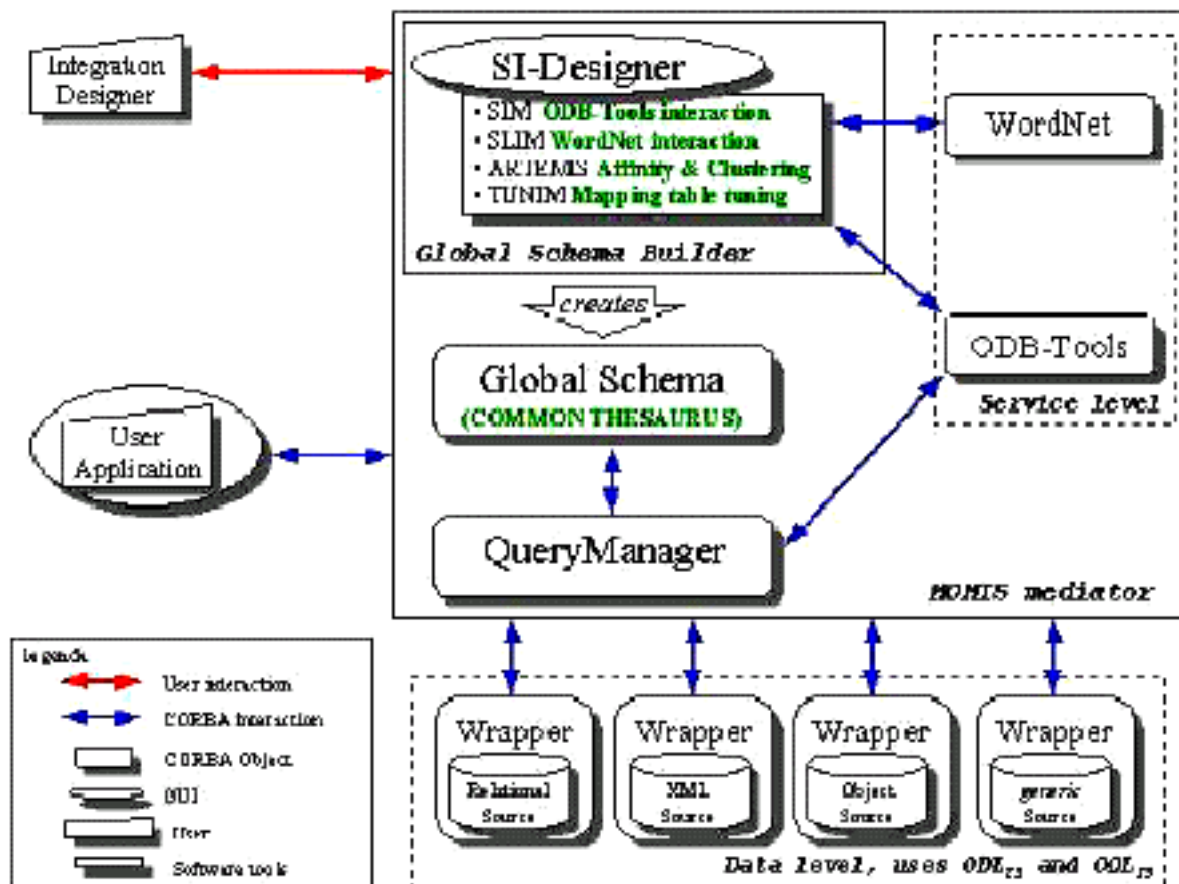 Integration
Designer
SI-Designer
• SIM ODB-Tools interaction
• SLIM WordNet interaction
• ARTEMIS Affinity & Clustering
• TUNIM Mapping table tuning
Global Schema Builder
WordNet
ODB-Tools
Service level
creates
Global Schema
(COMMON THESAURUS)
User
Application
QueryManager
MOMIS mediator
Legenda
User interaction
CORBA interaction
CORBA Object
GUI
User
Software tools
Wrapper
Relational
Source
Wrapper
XML
Source
Wrapper
Object
Source
Wrapper
generic
Source
Data level, uses ODL and OQL